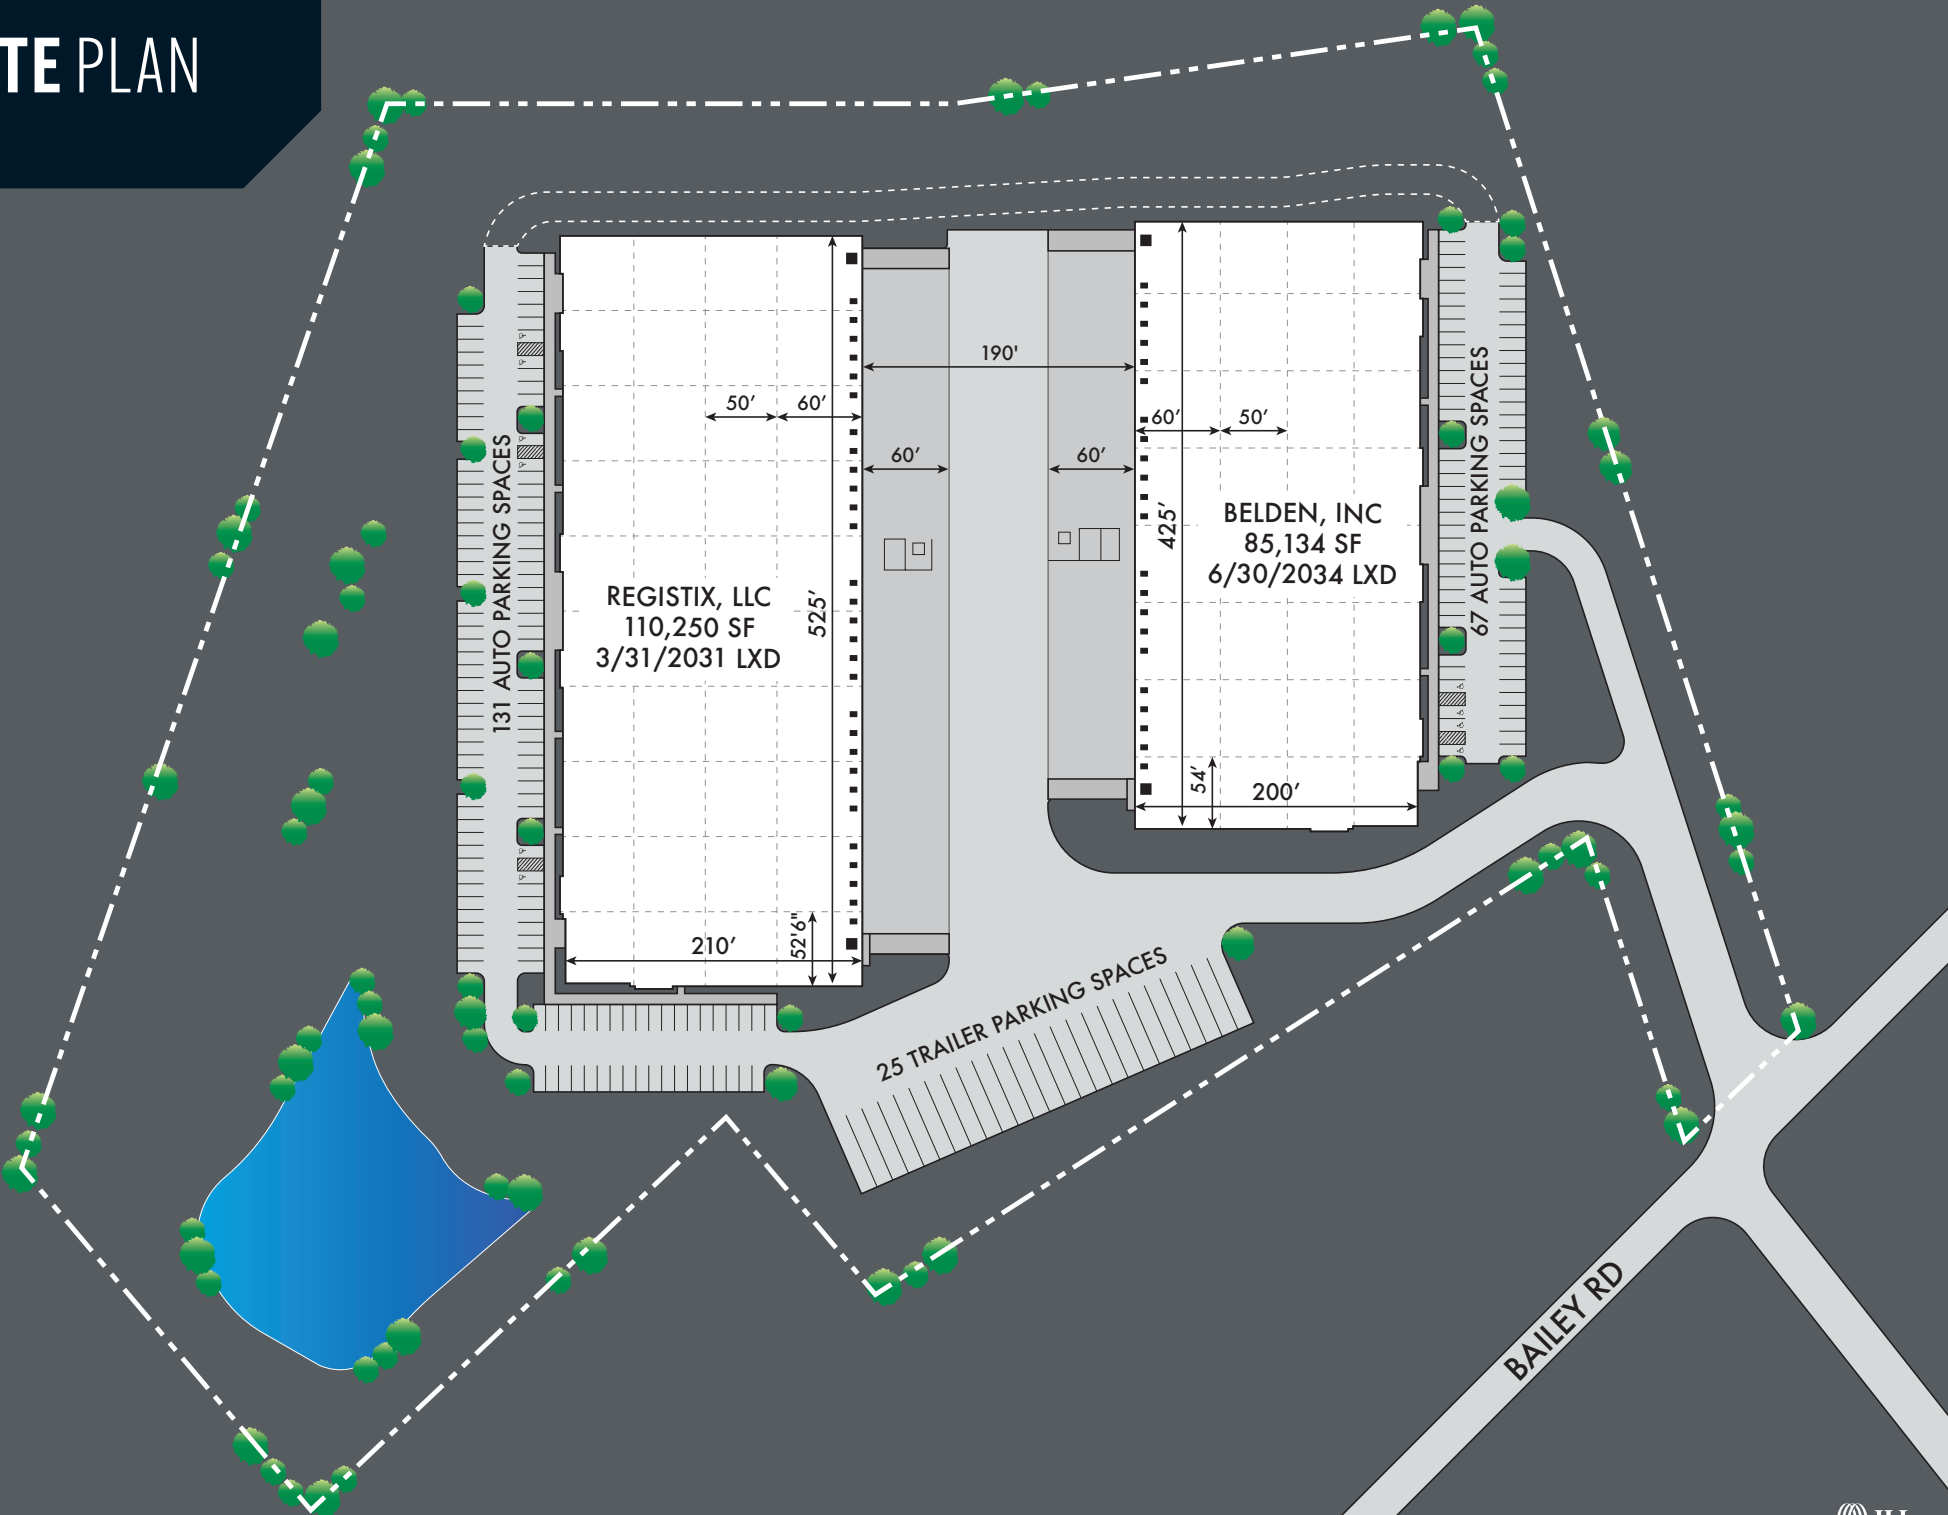 TE PLAN
190'
50' 60'
60' 50'
60'
60'
131 AUTO PARKING SPACES
67 AUTO PARKING SPACES
REGISTIX, LLC
110,250 SF
3/31/2031 LXD
525'
BELDEN, INC
85,134 SF
6/30/2034 LXD
425'
54'
200'
210'
52'6"
25 TRAILER PARKING SPACES
BAILEY RD